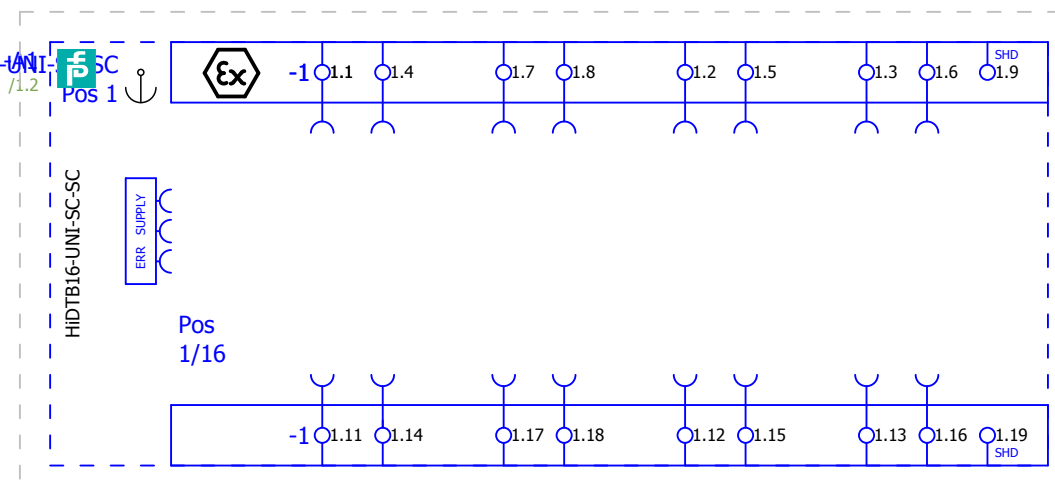 /1.2
Pos 1
εx
-1 1.1 1.4 1.7 1.8 1.2 1.5 1.3 1.6 1.9
SHD
HiDTB16-UNI-SC-SC
ERR SUPPLY
Pos
1/16
-1 1.11 1.14 1.17 1.18 1.12 1.15 1.13 1.16 1.19
SHD